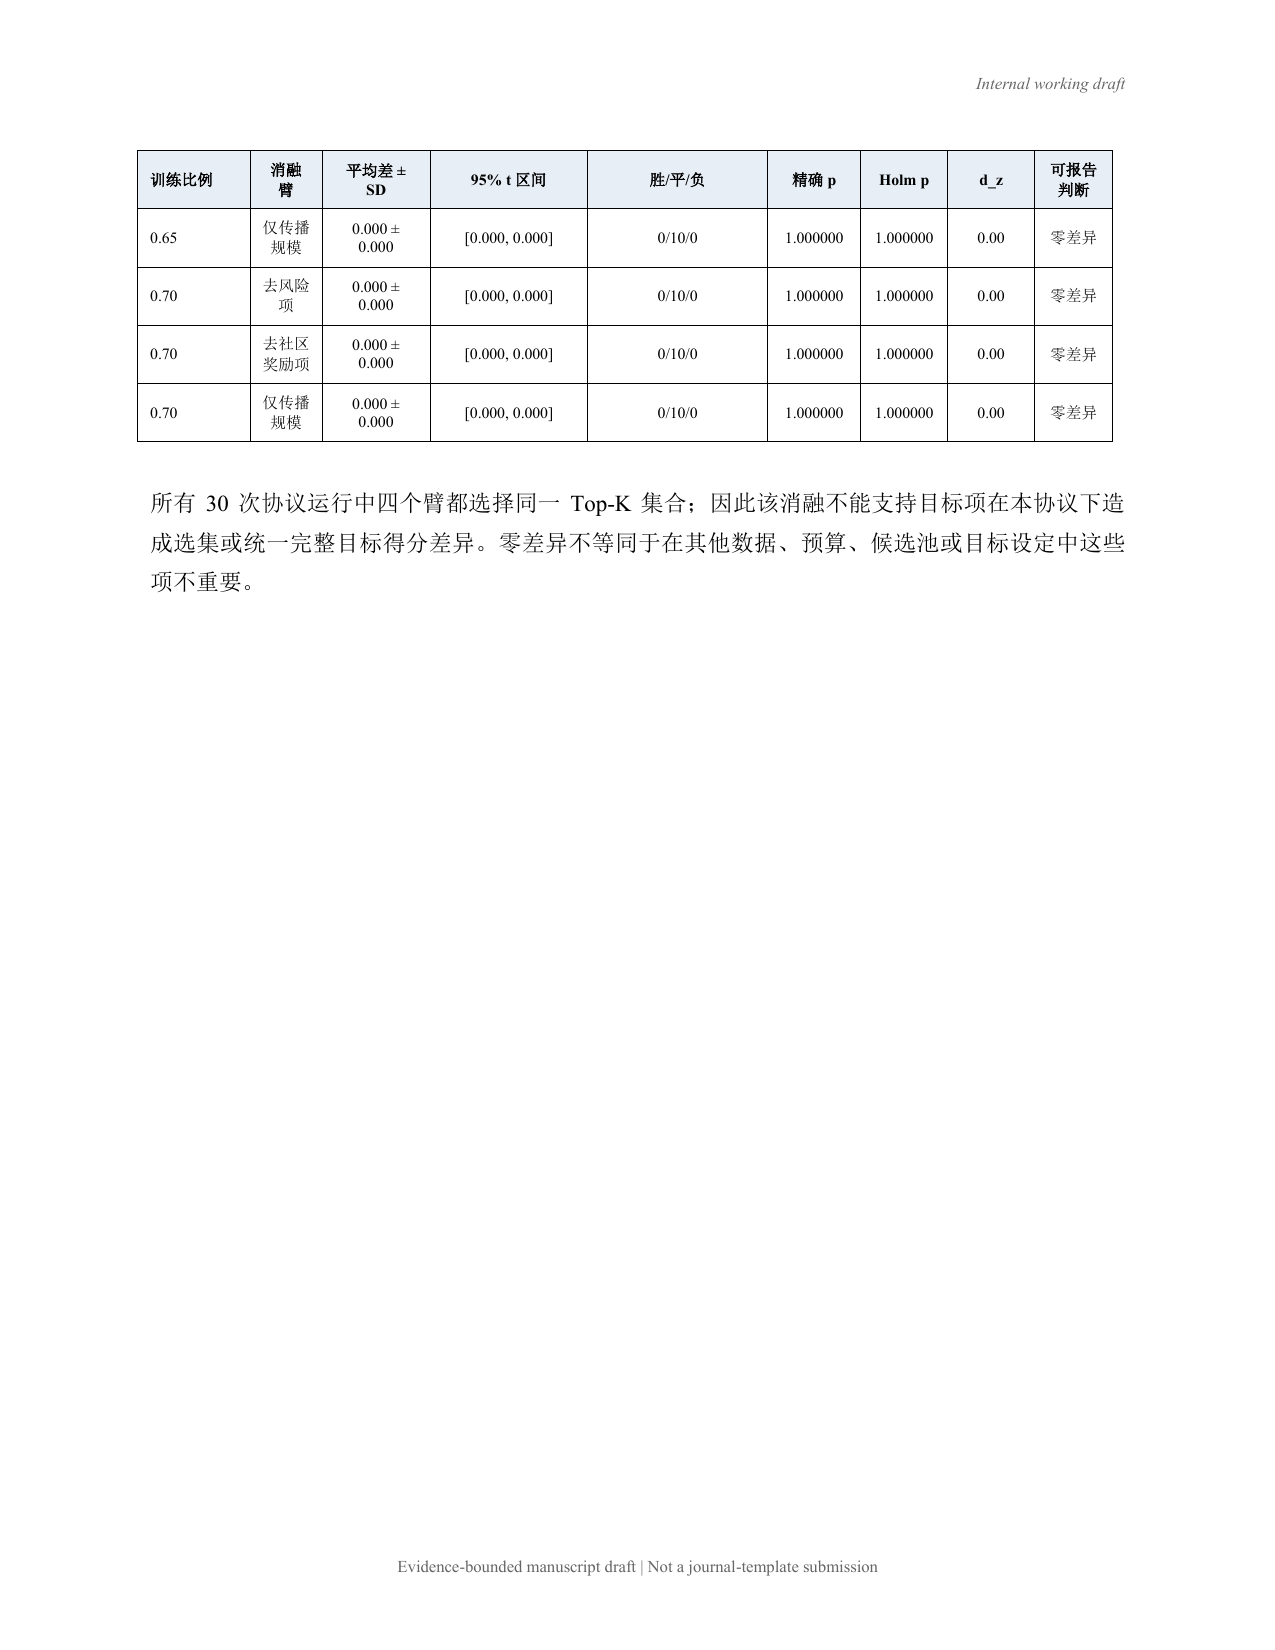 Internal working draft
训练比例 消融臂 平均差 ± SD 95% t 区间 胜/平/负 精确 p Holm p d_z 可报告判断
0.65 仅传播规模 0.000 ± 0.000 [0.000, 0.000] 0/10/0 1.000000 1.000000 0.00 零差异
0.70 去风险项 0.000 ± 0.000 [0.000, 0.000] 0/10/0 1.000000 1.000000 0.00 零差异
0.70 去社区奖励项 0.000 ± 0.000 [0.000, 0.000] 0/10/0 1.000000 1.000000 0.00 零差异
0.70 仅传播规模 0.000 ± 0.000 [0.000, 0.000] 0/10/0 1.000000 1.000000 0.00 零差异
所有 30 次协议运行中四个臂都选择同一 Top-K 集合；因此该消融不能支持目标项在本协议下造
成选集或统一完整目标得分差异。零差异不等同于在其他数据、预算、候选池或目标设定中这些
项不重要。
Evidence-bounded manuscript draft | Not a journal-template submission